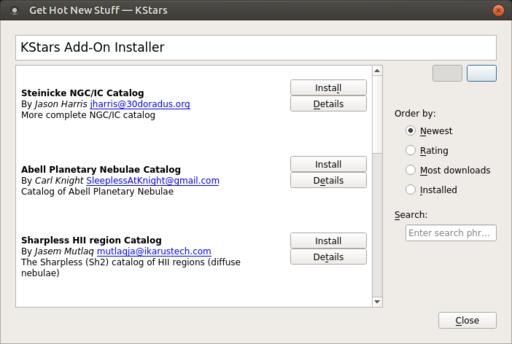 Get Hot New Stuff — KStars
KStars Add-On Installer
Steinicke NGC/IC Catalog
By Jason Harris jharris@30doradus.org
More complete NGC/IC catalog
Install
Details
Abell Planetary Nebulae Catalog
By Carl Knight SleeplessAtKnight@gmail.com
Catalog of Abell Planetary Nebulae
Install
Details
Sharpless HII region Catalog
By Jasem Mutlaq mutlaqja@ikarustech.com
The Sharpless (Sh2) catalog of HII regions (diffuse
nebulae)
Install
Details
Order by:
Newest
Rating
Most downloads
Installed
Search:
Enter search phr...
Close